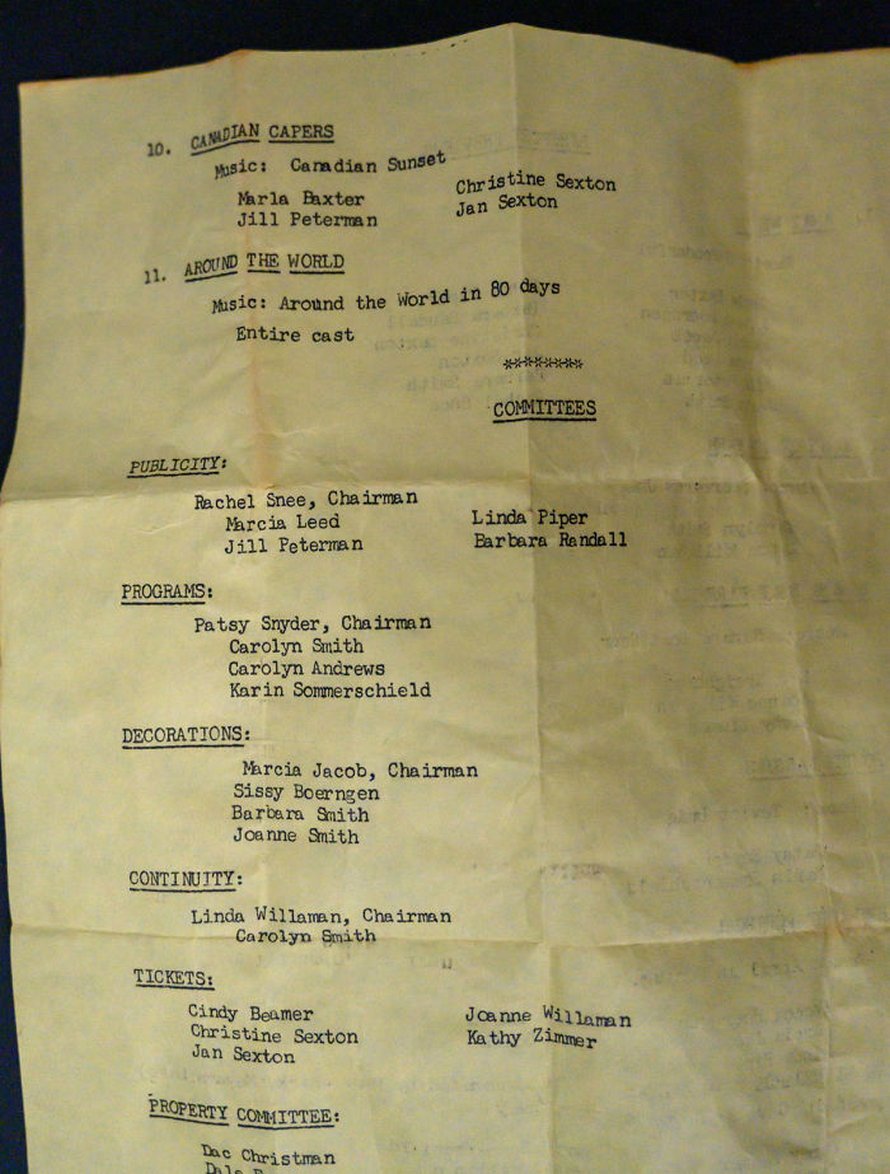 10. CANADIAN CAPERS
Music: Canadian Sunset
Marla Baxter Christine Sexton
Jill Peterman Jan Sexton
11. AROUND THE WORLD
Music: Around the World in 80 days
Entire cast
********
COMMITTEES
PUBLICITY:
Rachel Snee, Chairman
Marcia Leed Linda Piper
Jill Peterman Barbara Randall
PROGRAMS:
Patsy Snyder, Chairman
Carolyn Smith
Carolyn Andrews
Karin Sommerschield
DECORATIONS:
Marcia Jacob, Chairman
Sissy Boerngen
Barbara Smith
Joanne Smith
CONTINUITY:
Linda Willaman, Chairman
Carolyn Smith
TICKETS:
Cindy Beamer Joanne Willaman
Christine Sexton Kathy Zimmer
Jan Sexton
PROPERTY COMMITTEE:
Dac Christman